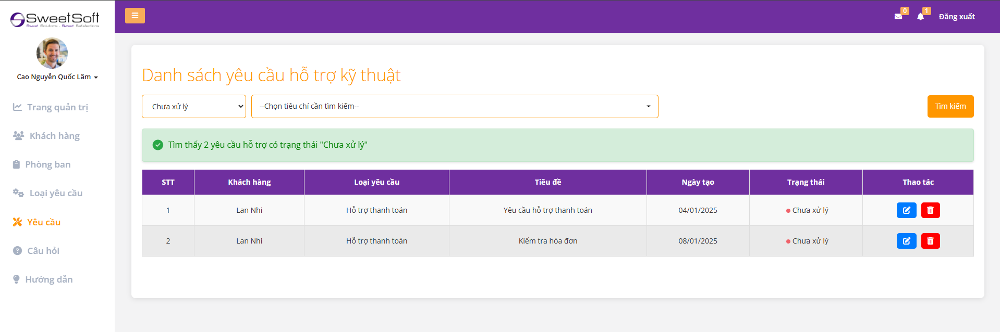 SweetSoft
Sweet Solutions - Sweet Satisfactions
Cao Nguyễn Quốc Lâm
Trang quản trị
Khách hàng
Phòng ban
Loại yêu cầu
Yêu cầu
Câu hỏi
Hướng dẫn
0 1 Đăng xuất
Danh sách yêu cầu hỗ trợ kỹ thuật
Chưa xử lý --Chọn tiêu chí cần tìm kiếm-- Tìm kiếm
Tìm thấy 2 yêu cầu hỗ trợ có trạng thái "Chưa xử lý"
STT Khách hàng Loại yêu cầu Tiêu đề Ngày tạo Trạng thái Thao tác
1 Lan Nhi Hỗ trợ thanh toán Yêu cầu hỗ trợ thanh toán 04/01/2025 Chưa xử lý
2 Lan Nhi Hỗ trợ thanh toán Kiểm tra hóa đơn 08/01/2025 Chưa xử lý